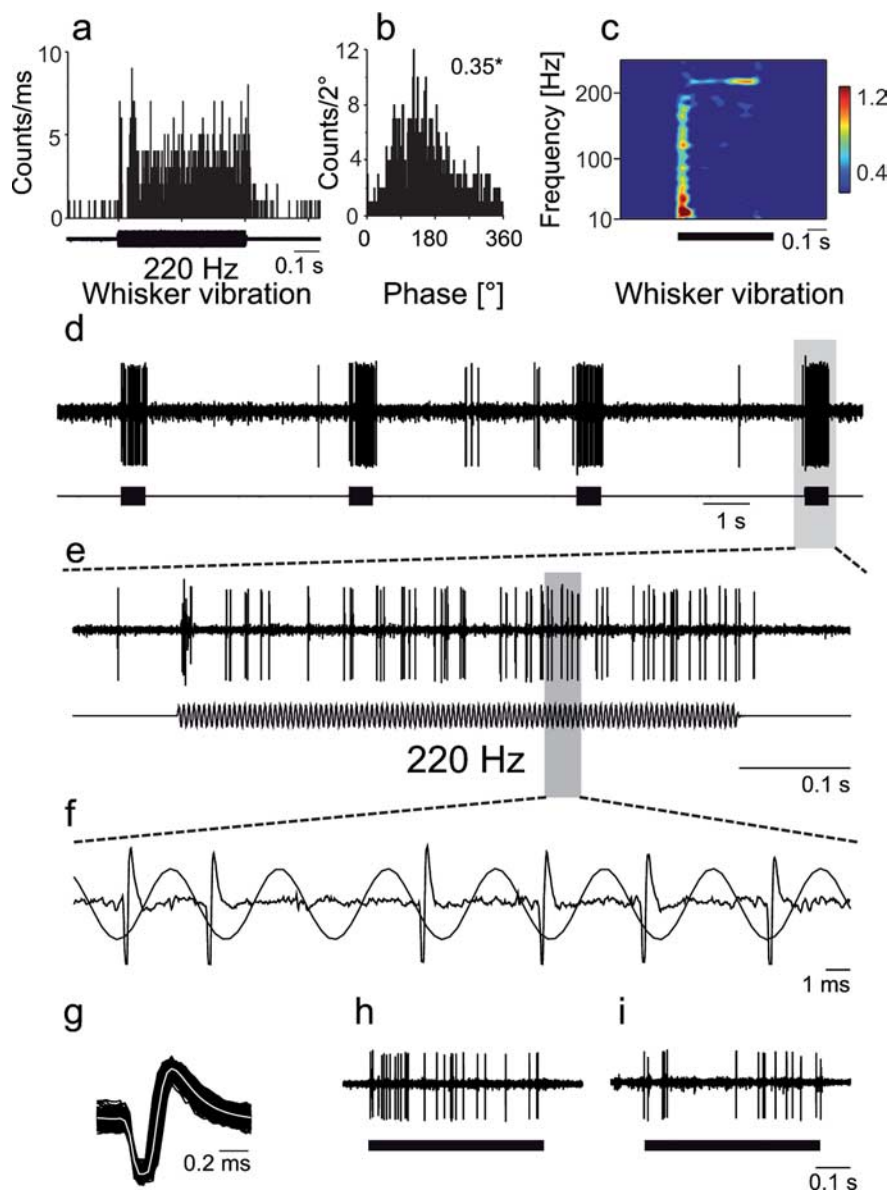 a
b
c
10
5
0
Counts/ms
220 Hz
0.1 s
Whisker vibration
12
8
4
0
Counts/2°
0.35*
0
180
360
Phase [°]
Frequency [Hz]
200
100
10
1.2
0.4
0.1 s
Whisker vibration
d
1 s
e
220 Hz
0.1 s
f
1 ms
g
0.2 ms
h
i
0.1 s